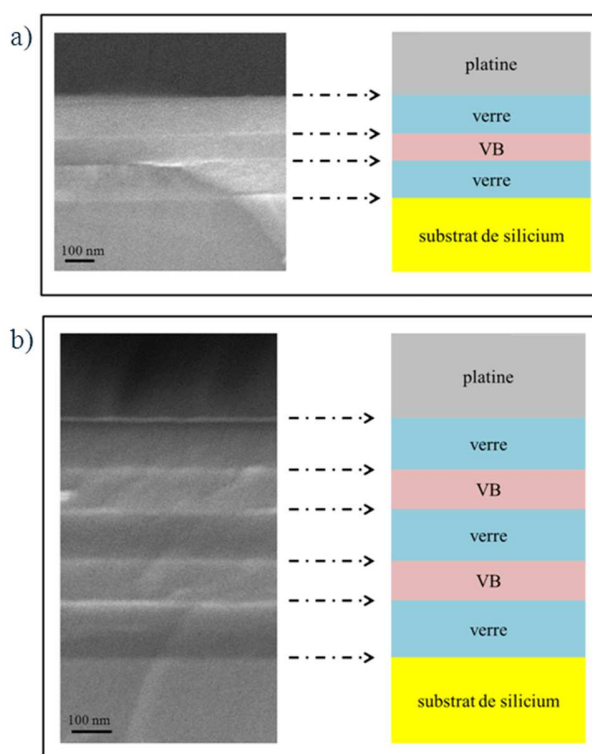 a)
platine
verre
VB
verre
substrat de silicium
100 nm
b)
platine
verre
VB
verre
VB
verre
substrat de silicium
100 nm